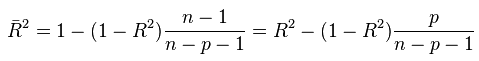 R̄² = 1 − (1 − R²) (n − 1)/(n − p − 1) = R² − (1 − R²) p/(n − p − 1)